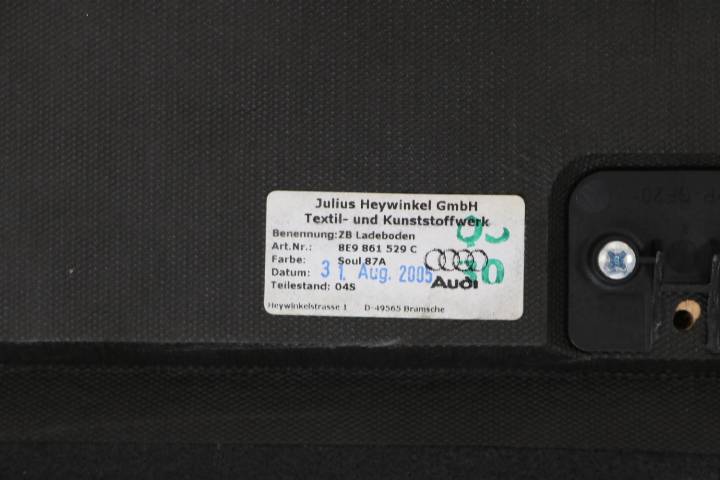 Julius Heywinkel GmbH
Textil- und Kunststoffwerk
Benennung: ZB Ladeboden
Art.Nr.: 8E9 861 529 C
Farbe: Soul 87A
Datum: 31. Aug. 2005
Teilestand: 04S
Audi
Heywinkelstrasse 1 D-49565 Bramsche